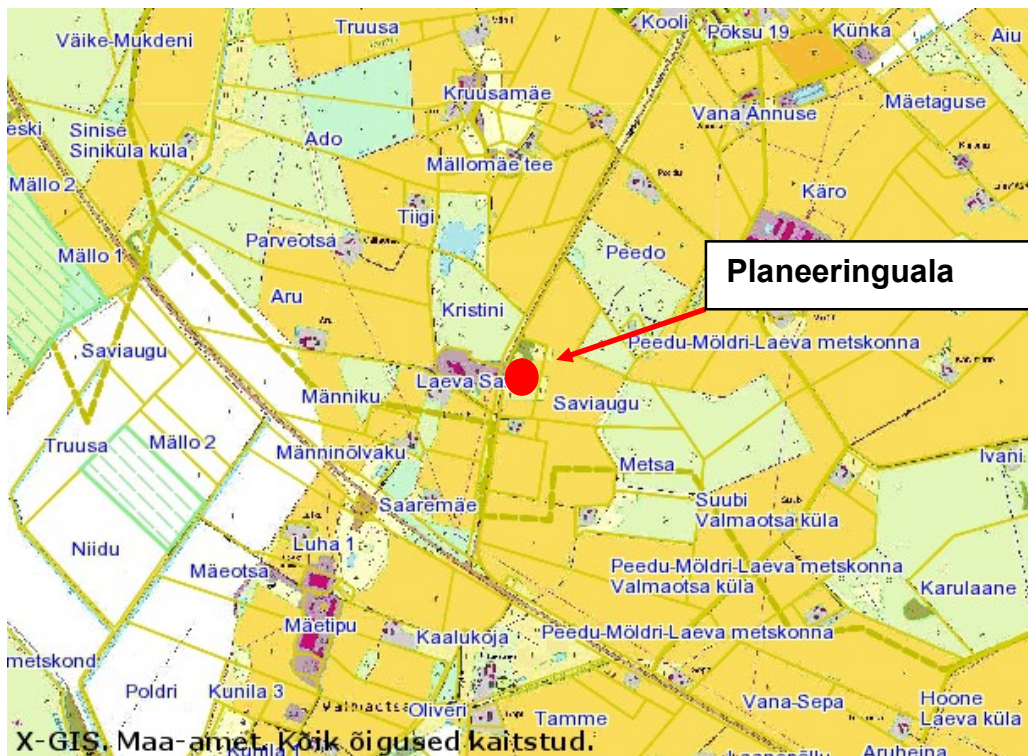 Truusa
Kooli
Põksu 19
Künka
Aiu
Väike-Mukdeni
Kruusamäe
Vana Annuse
Mäetaguse
eski
Sinise
Siniküla küla
Ado
Mällomäe tee
Mällo 2
Tiigi
Käro
Parveotsa
Peedo
Mällo 1
Planeeringuala
Aru
Kristini
Peedu-Möldri-Laeva metskonna
Saviaugu
Laeva Sa
Männiku
Saviaugu
Truusa
Mällo 2
Männinõlvaku
Metsa
Ivani
Saaremäe
Suubi
Valmaotsa küla
Niidu
Luha 1
Mäeotsa
Peedu-Möldri-Laeva metskonna
Valmaotsa küla
Karulaane
Mäetipu
Kaalukoja
Peedu-Möldri-Laeva metskonna
metskond
Poldri
Kunila 3
Valmaotsa
Oliveri
Tamme
Vana-Sepa
Hoone
Laeva küla
X-GIS. Maa-amet. Kõik õigused kaitstud.
Kunila 1
Aruheina